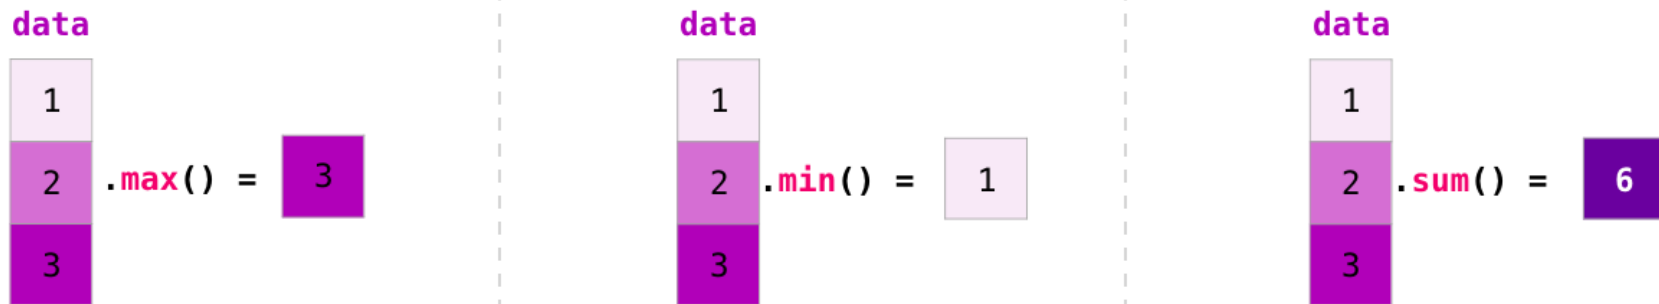 data
1
2
3
.max() =
3
data
1
2
3
.min() =
1
data
1
2
3
.sum() =
6